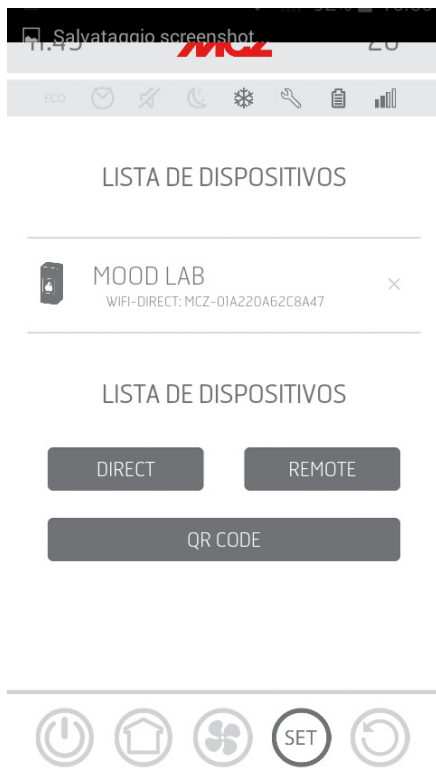 Salvataggio screenshot...
MCZ
ECO
LISTA DE DISPOSITIVOS
MOOD LAB
WIFI-DIRECT: MCZ-01A220A62C8A47
LISTA DE DISPOSITIVOS
DIRECT
REMOTE
QR CODE
SET